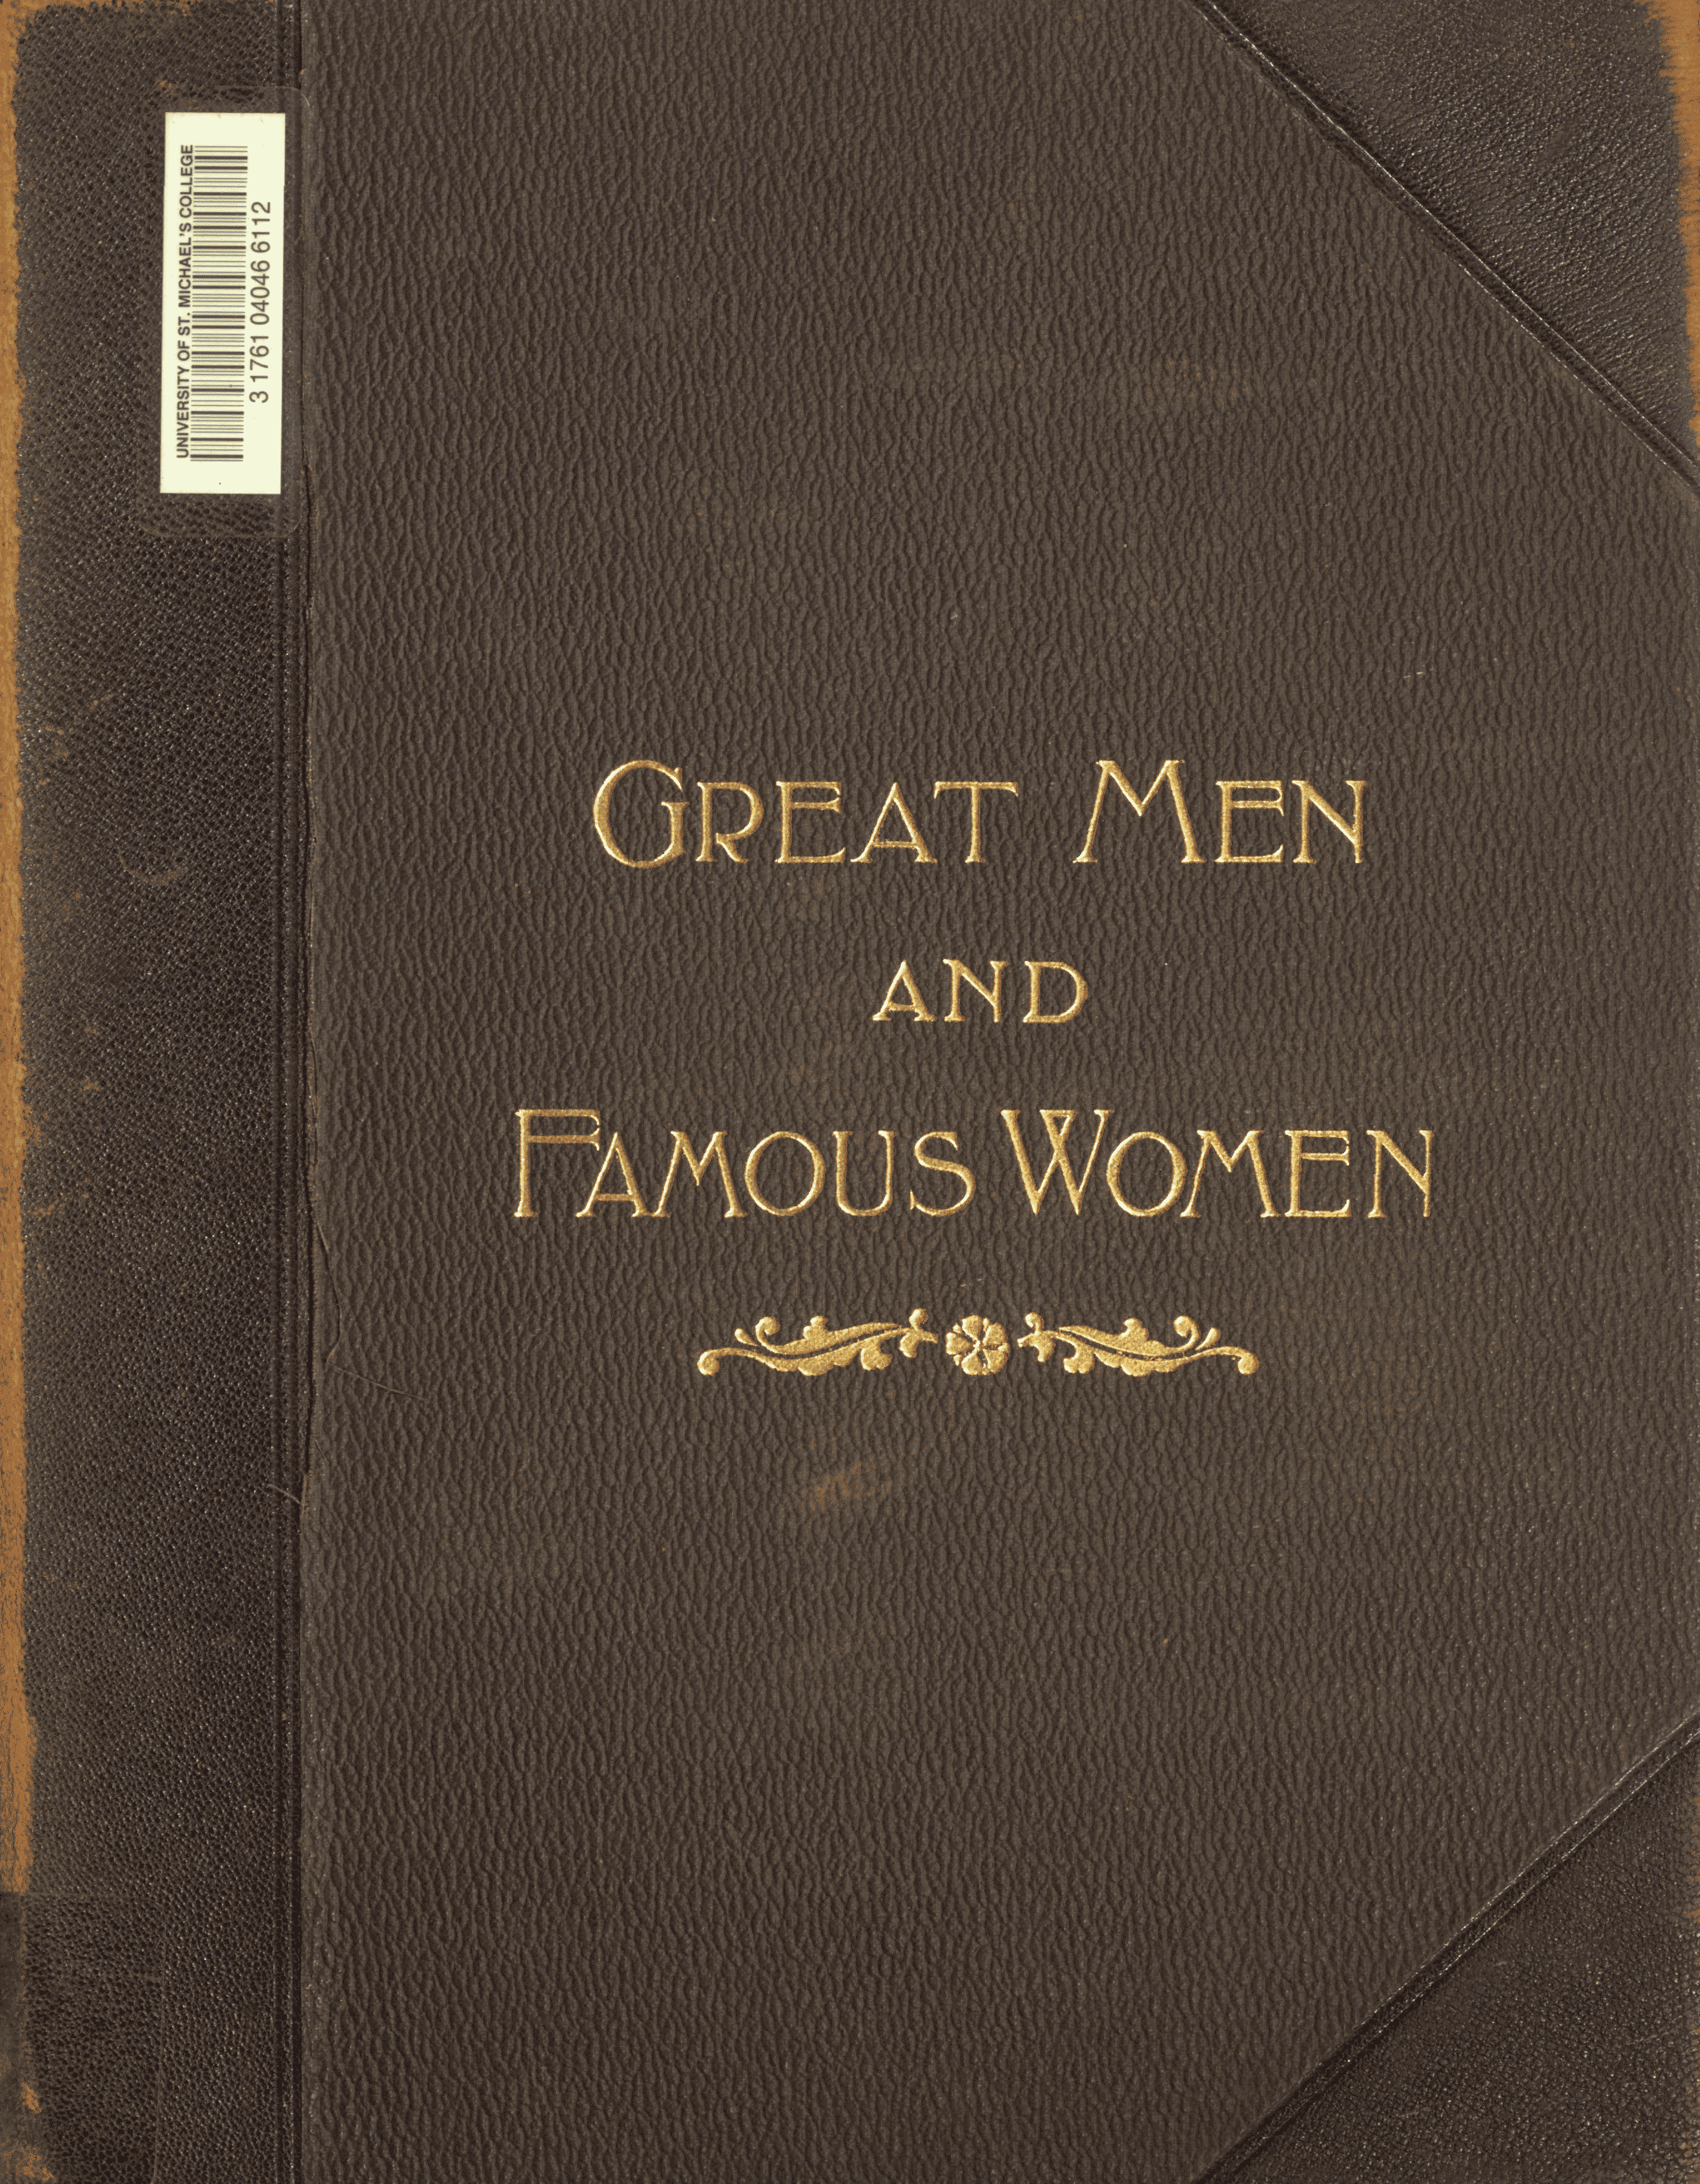 UNIVERSITY OF ST. MICHAEL'S COLLEGE
3 1761 04046 6112
GREAT MEN
AND
FAMOUS WOMEN